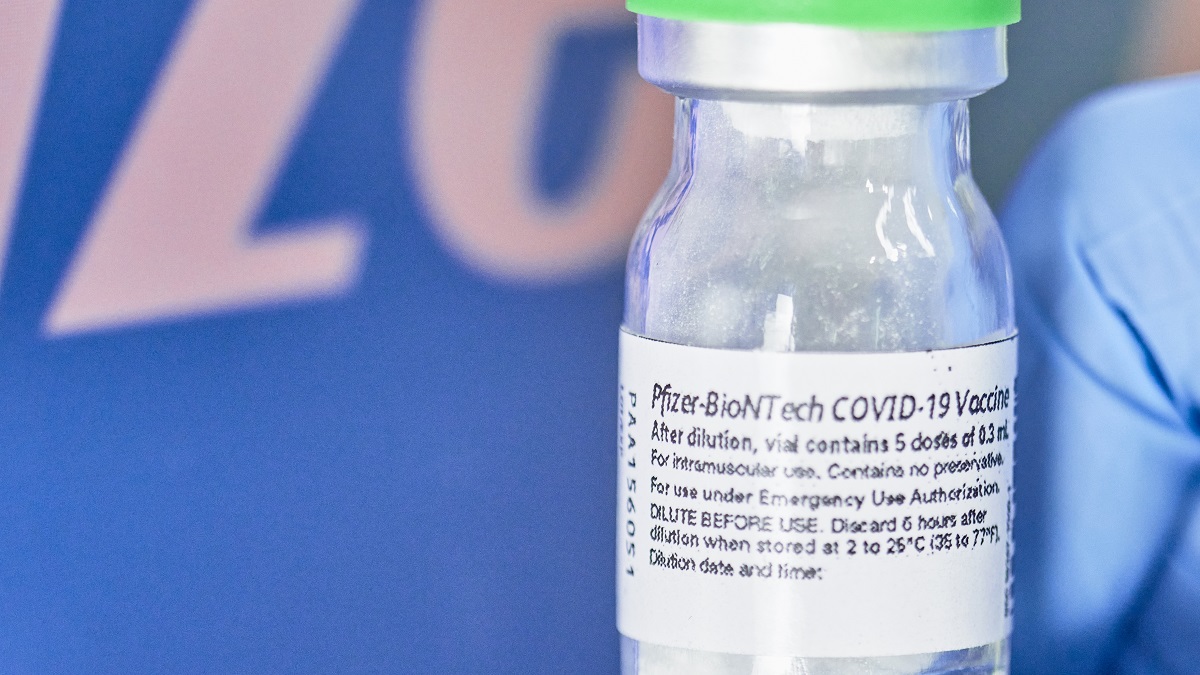 ze
Pfizer-BioNTech COVID-19 Vaccine
After dilution, vial contains 5 doses of 0.3 mL
For intramuscular use. Contains no preservative.
For use under Emergency Use Authorization.
DILUTE BEFORE USE. Discard 6 hours after
dilution when stored at 2 to 25°C (35 to 77°F).
Dilution date and time:
PAA156051